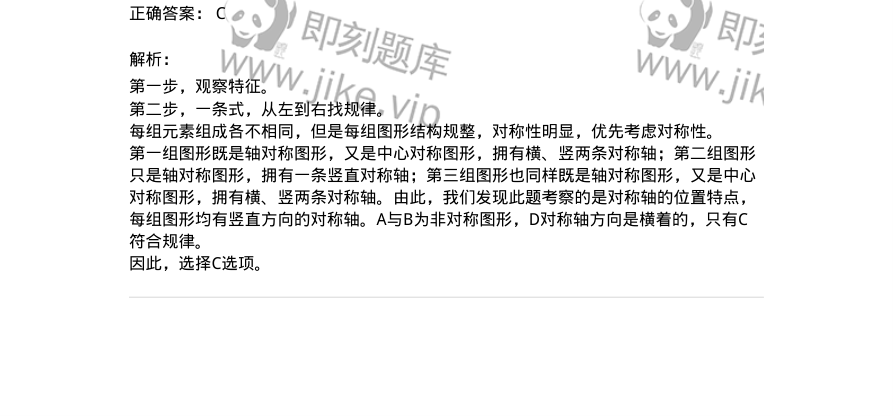 正确答案： C
解析：
第一步，观察特征。
第二步，一条式，从左到右找规律。
每组元素组成各不相同，但是每组图形结构规整，对称性明显，优先考虑对称性。
第一组图形既是轴对称图形，又是中心对称图形，拥有横、竖两条对称轴；第二组图形
只是轴对称图形，拥有一条竖直对称轴；第三组图形也同样既是轴对称图形，又是中心
对称图形，拥有横、竖两条对称轴。由此，我们发现此题考察的是对称轴的位置特点，
每组图形均有竖直方向的对称轴。A与B为非对称图形，D对称轴方向是横着的，只有C
符合规律。
因此，选择C选项。
即刻题库
www.jike.vip
即刻
www.jik